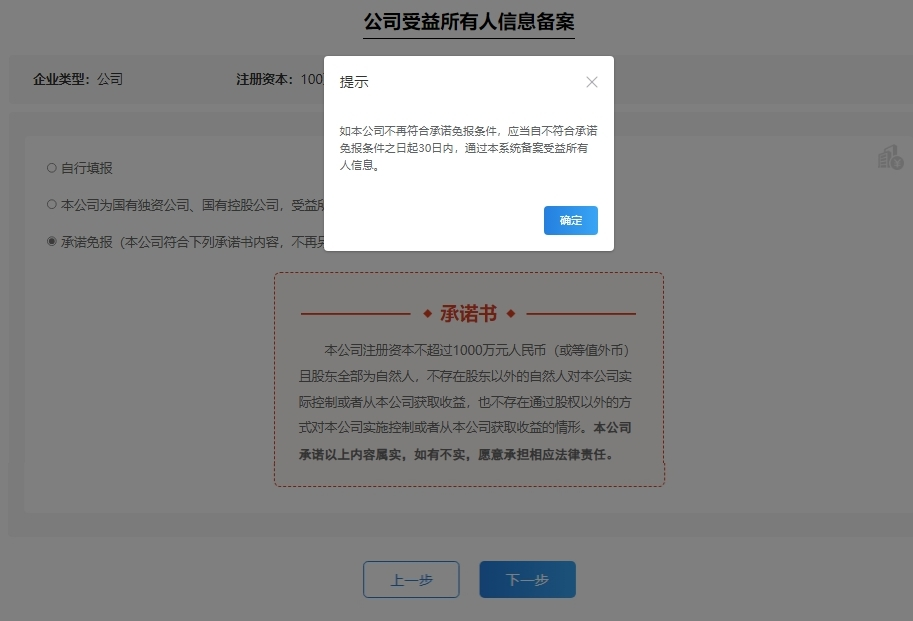 公司受益所有人信息备案
企业类型：公司
注册资本：100
提示
如本公司不再符合承诺免报条件，应当自不符合承诺
免报条件之日起30日内，通过本系统备案受益所有
人信息。
确定
自行填报
本公司为国有独资公司、国有控股公司，受益
承诺免报（本公司符合下列承诺书内容，不再
承诺书
本公司注册资本不超过1000万元人民币（或等值外币）
且股东全部为自然人，不存在股东以外的自然人对本公司实
际控制或者从本公司获取收益，也不存在通过股权以外的方
式对本公司实施控制或者从本公司获取收益的情形。本公司
承诺以上内容属实，如有不实，愿意承担相应法律责任。
上一步
下一步